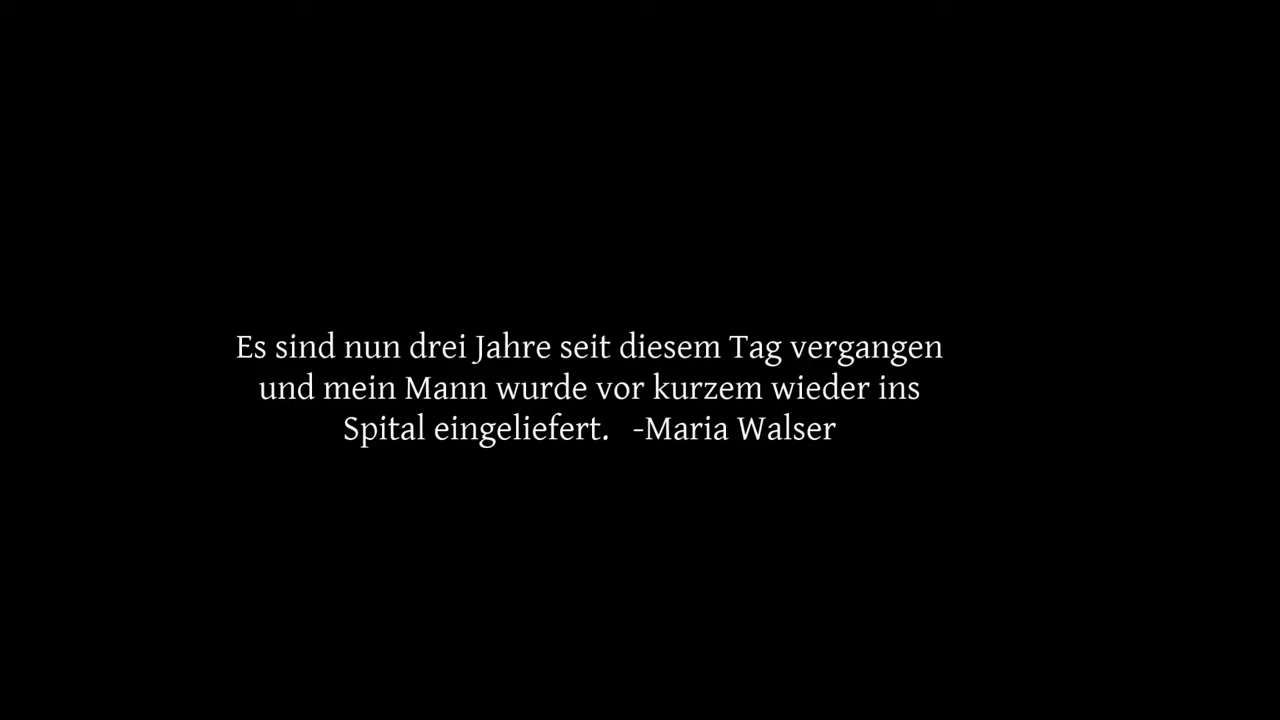 Es sind nun drei Jahre seit diesem Tag vergangen
und mein Mann wurde vor kurzem wieder ins
Spital eingeliefert.   -Maria Walser